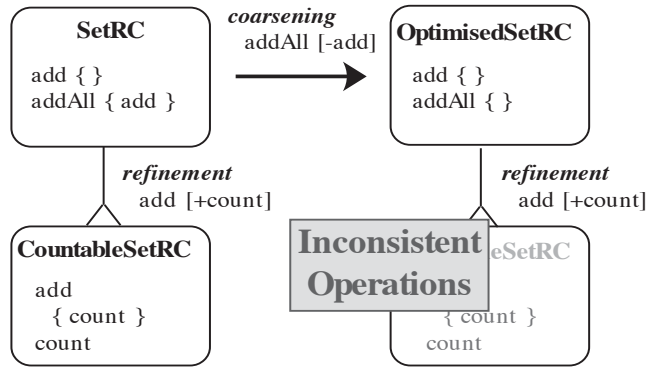 SetRC
add { }
addAll { add }
coarsening
addAll [-add]
OptimisedSetRC
add { }
addAll { }
refinement
add [+count]
refinement
add [+count]
CountableSetRC
add
{ count }
count
Inconsistent
Operations
eSetRC
{ count }
count